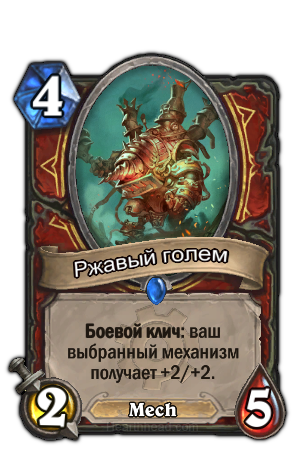 4
Ржавый голем
Боевой клич: ваш
выбранный механизм
получает +2/+2.
2
Mech
5